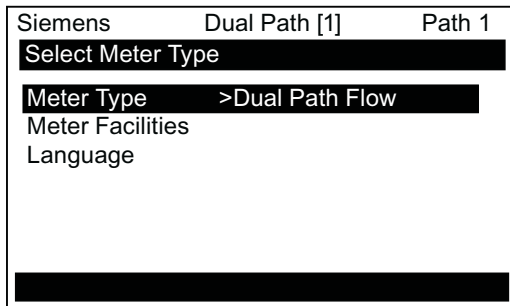 Siemens Dual Path [1] Path 1
Select Meter Type
Meter Type >Dual Path Flow
Meter Facilities
Language